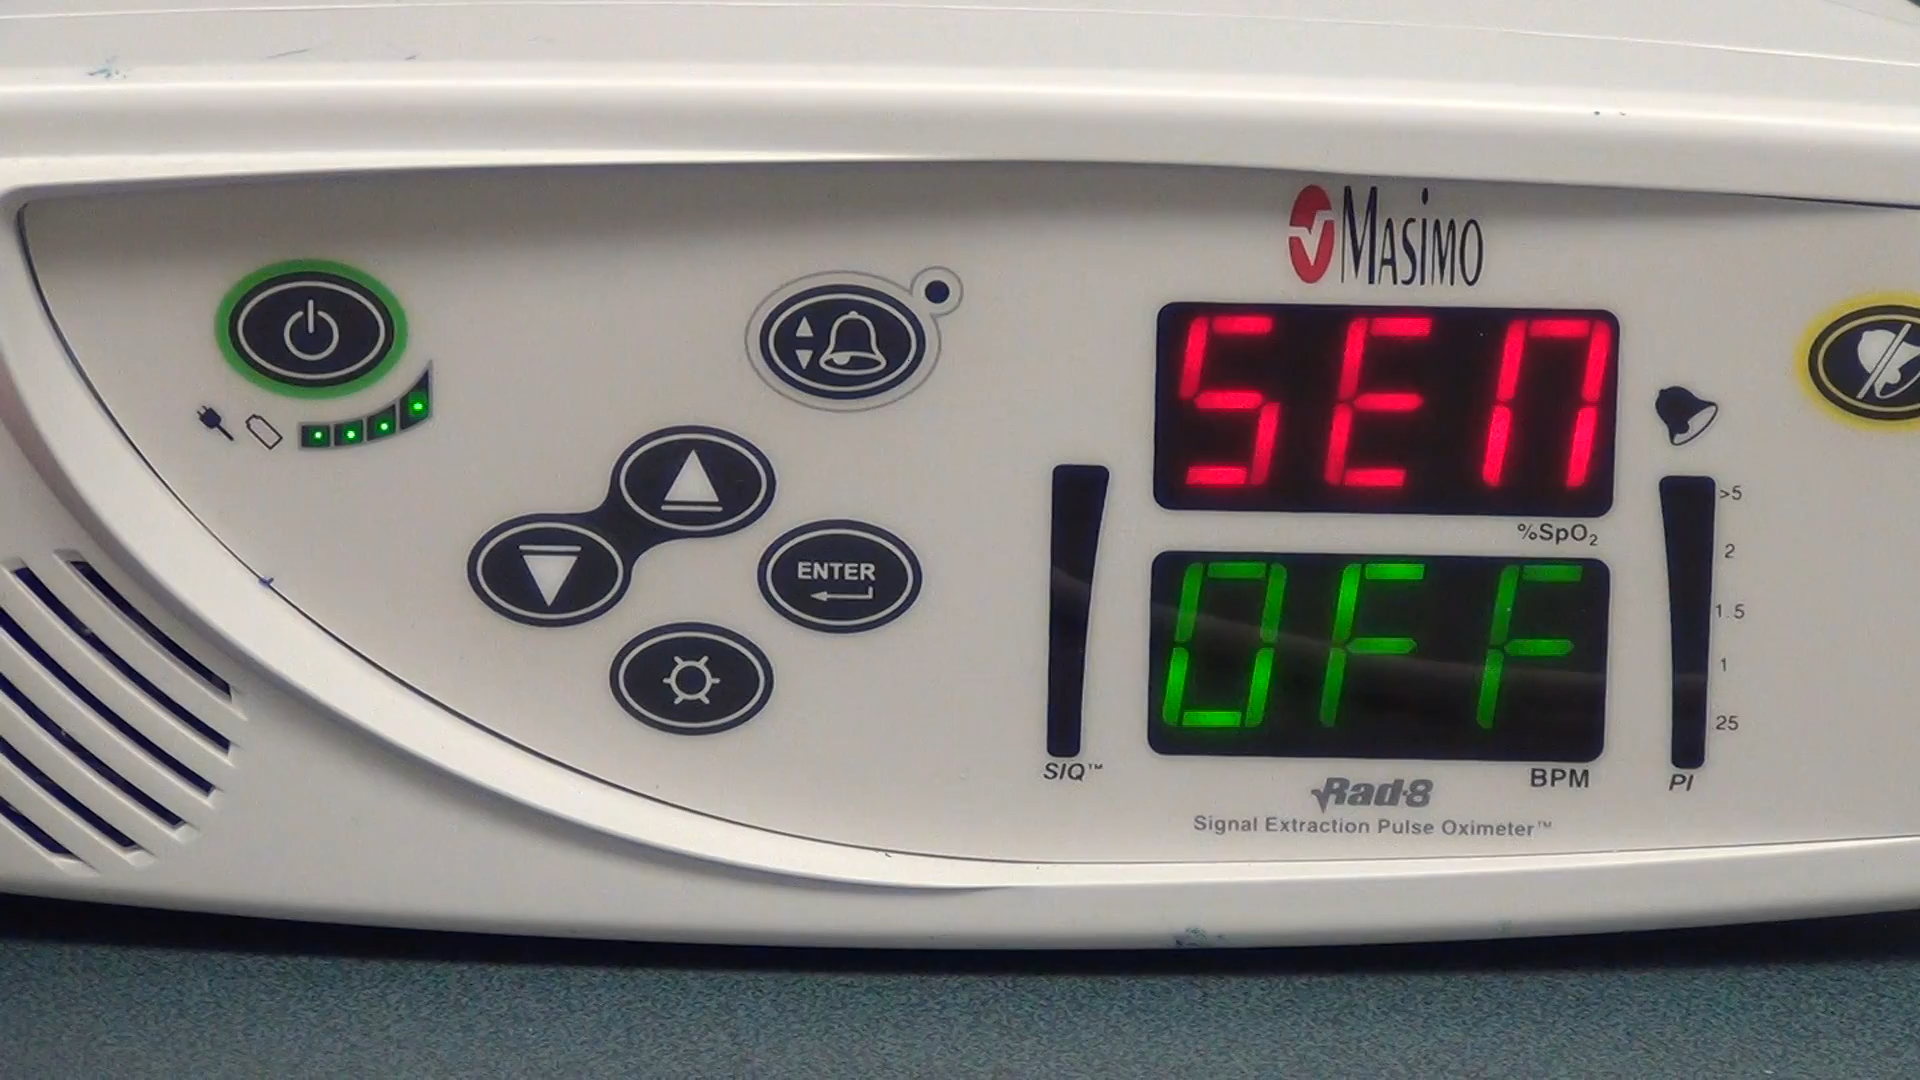 MASiMO
SEN
%SpO2
OFF
BPM
ENTER
SIQ™
>5
2
1.5
1
25
PI
Rad·8
Signal Extraction Pulse Oximeter™